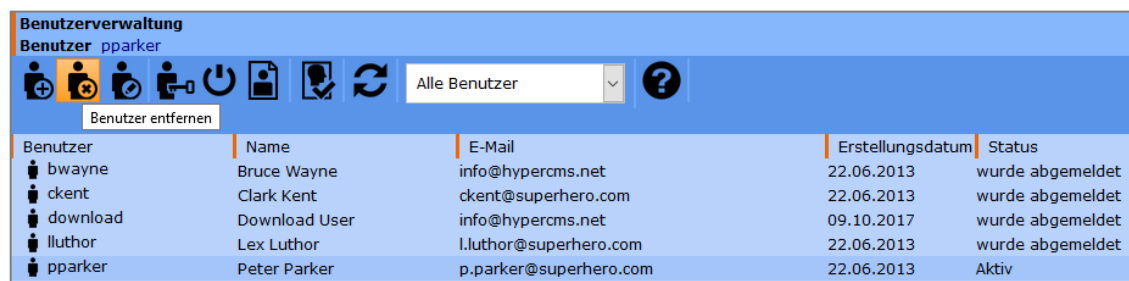 Benutzerverwaltung
Benutzer pparker
Alle Benutzer
Benutzer entfernen
Benutzer Name E-Mail Erstellungsdatum Status
bwayne Bruce Wayne info@hypercms.net 22.06.2013 wurde abgemeldet
ckent Clark Kent ckent@superhero.com 22.06.2013 wurde abgemeldet
download Download User info@hypercms.net 09.10.2017 wurde abgemeldet
lluthor Lex Luthor l.luthor@superhero.com 22.06.2013 wurde abgemeldet
pparker Peter Parker p.parker@superhero.com 22.06.2013 Aktiv